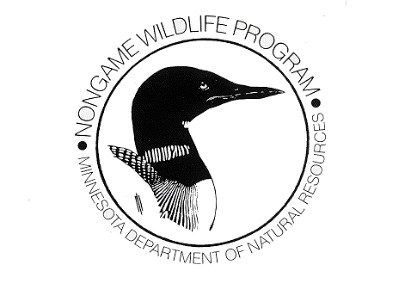 • NONGAME WILDLIFE PROGRAM •
MINNESOTA DEPARTMENT OF NATURAL RESOURCES